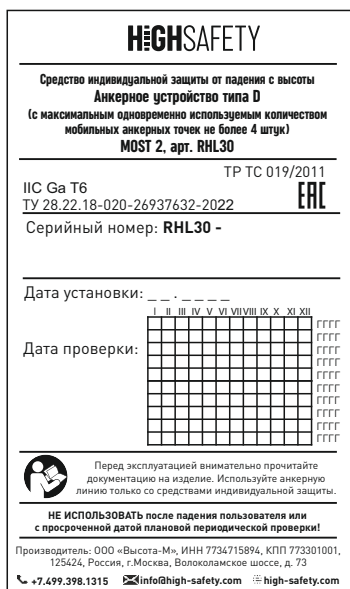 HIGHSAFETY
Средство индивидуальной защиты от падения с высоты
Анкерное устройство типа D
(с максимальным одновременно используемым количеством
мобильных анкерных точек не более 4 штук)
MOST 2, арт. RHL30
ТР ТС 019/2011
IIC Ga T6
ТУ 28.22.18-020-26937632-2022
EAC
Серийный номер: RHL30 -
Дата установки: _ _ . _ _ _ _
I II III IV V VI VII VIII IX X XI XII
Дата проверки:
ГГГГ
ГГГГ
ГГГГ
ГГГГ
ГГГГ
ГГГГ
ГГГГ
ГГГГ
ГГГГ
ГГГГ
Перед эксплуатацией внимательно прочитайте
документацию на изделие. Используйте анкерную
линию только со средствами индивидуальной защиты.
НЕ ИСПОЛЬЗОВАТЬ после падения пользователя или
с просроченной датой плановой периодической проверки!
Производитель: ООО «Высота-М», ИНН 7734715894, КПП 773301001,
125424, Россия, г.Москва, Волоколамское шоссе, д. 73
+7.499.398.1315 info@high-safety.com high-safety.com